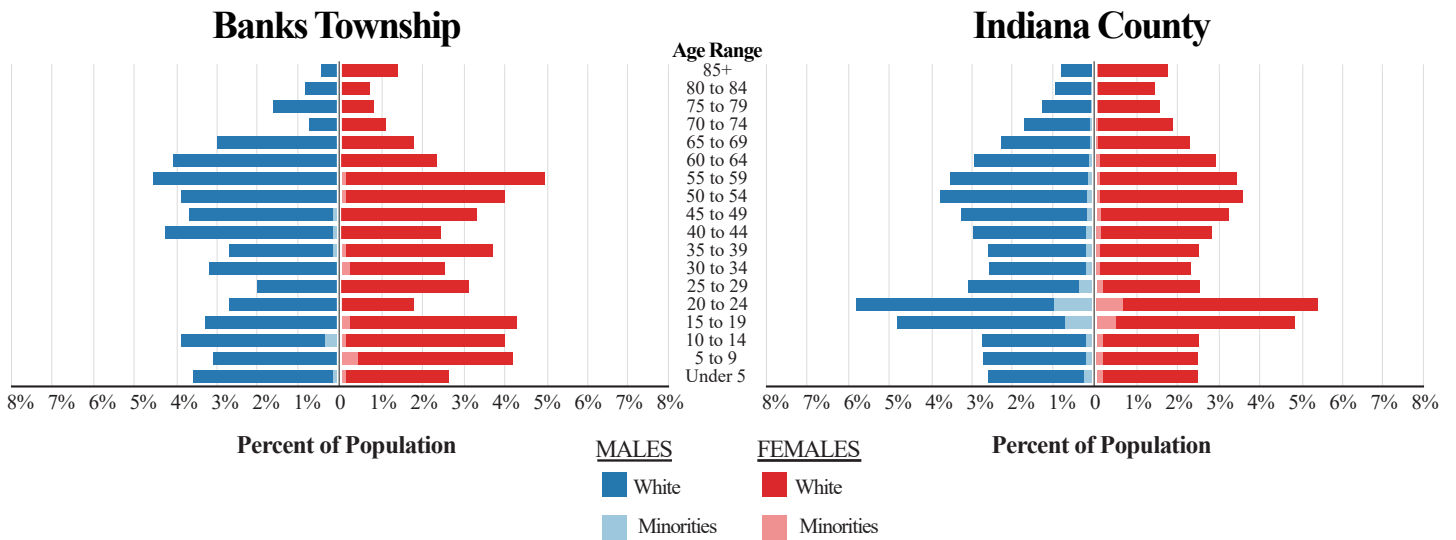 Banks Township
Indiana County
Age Range
85+
80 to 84
75 to 79
70 to 74
65 to 69
60 to 64
55 to 59
50 to 54
45 to 49
40 to 44
35 to 39
30 to 34
25 to 29
20 to 24
15 to 19
10 to 14
5 to 9
Under 5
8% 7% 6% 5% 4% 3% 2% 1% 0 1% 2% 3% 4% 5% 6% 7% 8%
8% 7% 6% 5% 4% 3% 2% 1% 0 1% 2% 3% 4% 5% 6% 7% 8%
Percent of Population
Percent of Population
MALES
White
Minorities
FEMALES
White
Minorities